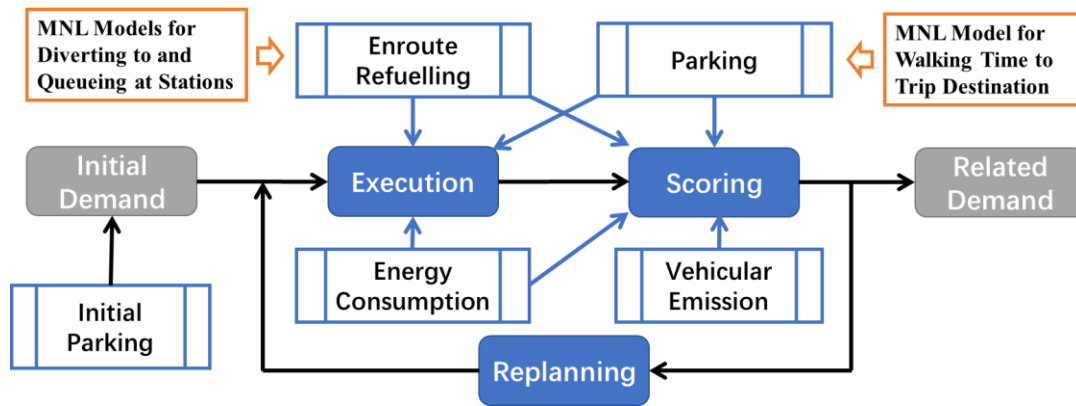 MNL Models for
Diverting to and
Queueing at Stations
Enroute
Refuelling
Parking
MNL Model for
Walking Time to
Trip Destination
Initial
Demand
Execution
Scoring
Related
Demand
Initial
Parking
Energy
Consumption
Vehicular
Emission
Replanning